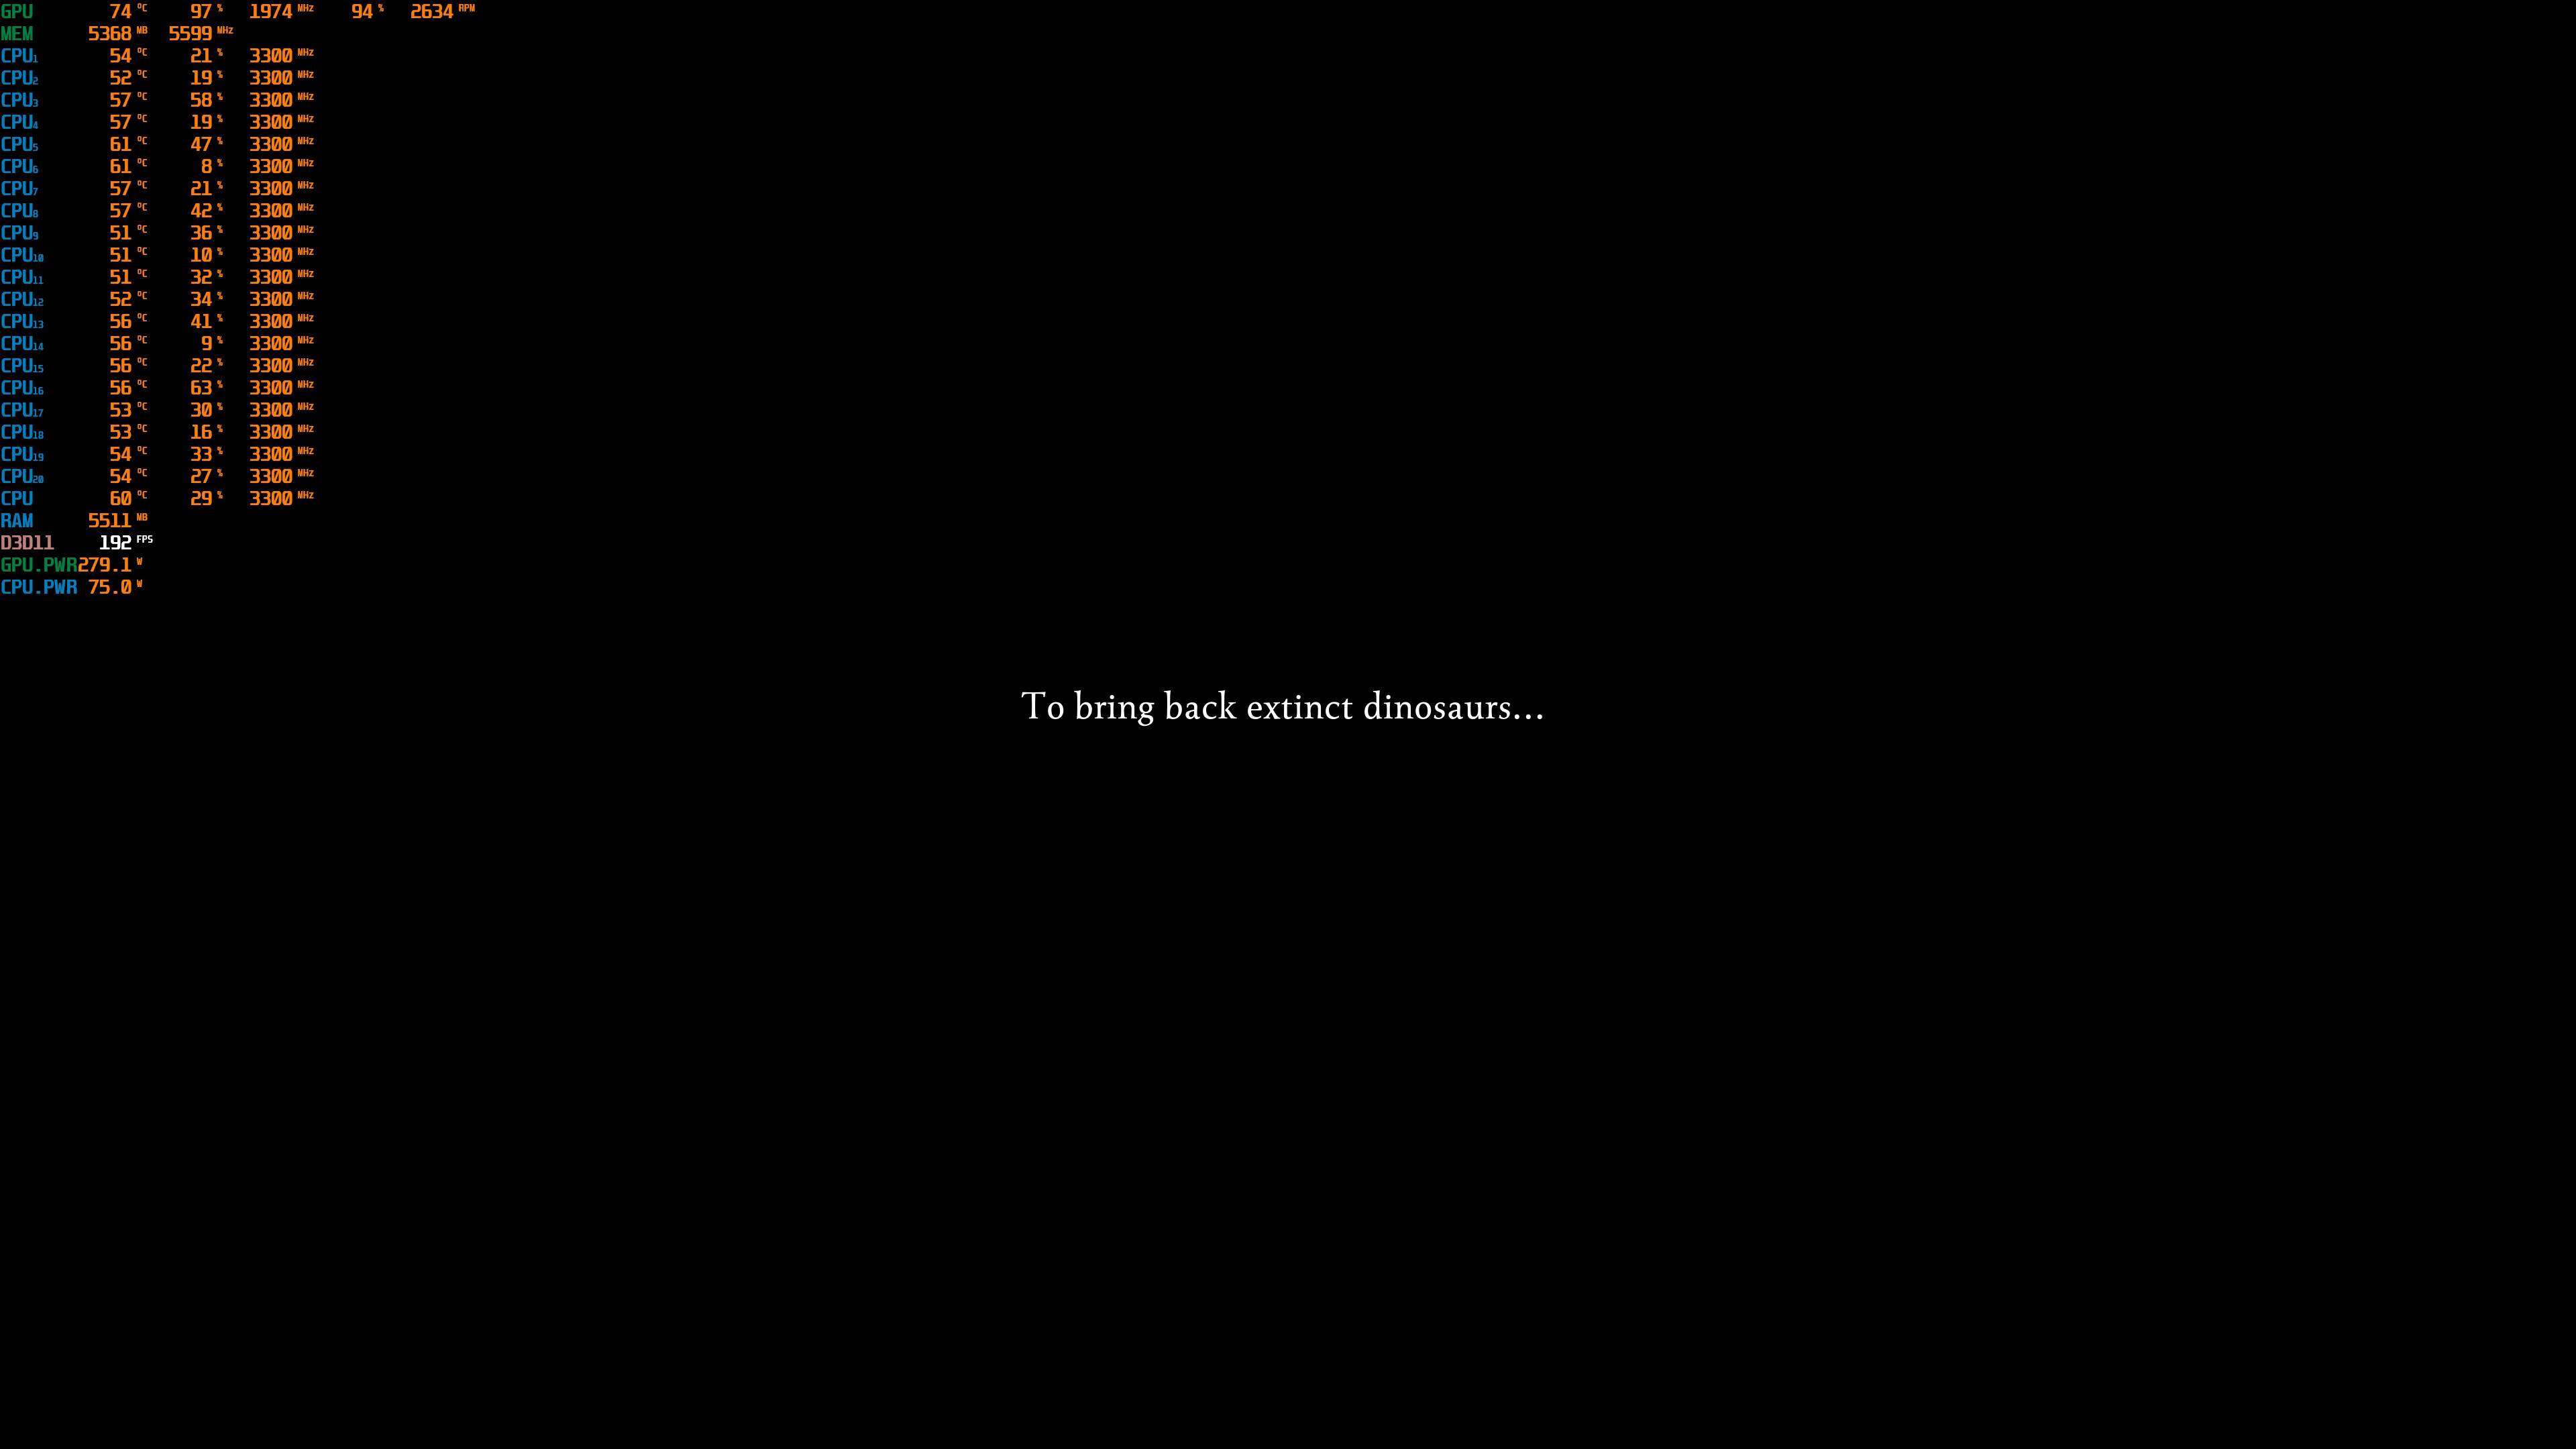 GPU 74 °C 97 % 1974 MHz 94 % 2634 RPM
MEM 5368 MB 5599 MHz
CPU1 54 °C 21 % 3300 MHz
CPU2 52 °C 19 % 3300 MHz
CPU3 57 °C 58 % 3300 MHz
CPU4 57 °C 19 % 3300 MHz
CPU5 61 °C 47 % 3300 MHz
CPU6 61 °C 8 % 3300 MHz
CPU7 57 °C 21 % 3300 MHz
CPU8 57 °C 42 % 3300 MHz
CPU9 51 °C 36 % 3300 MHz
CPU10 51 °C 10 % 3300 MHz
CPU11 51 °C 32 % 3300 MHz
CPU12 52 °C 34 % 3300 MHz
CPU13 56 °C 41 % 3300 MHz
CPU14 56 °C 9 % 3300 MHz
CPU15 56 °C 22 % 3300 MHz
CPU16 56 °C 63 % 3300 MHz
CPU17 53 °C 30 % 3300 MHz
CPU18 53 °C 16 % 3300 MHz
CPU19 54 °C 33 % 3300 MHz
CPU20 54 °C 27 % 3300 MHz
CPU 60 °C 29 % 3300 MHz
RAM 5511 MB
D3D11 192 FPS
GPU.PWR 279.1 W
CPU.PWR 75.0 W
To bring back extinct dinosaurs...